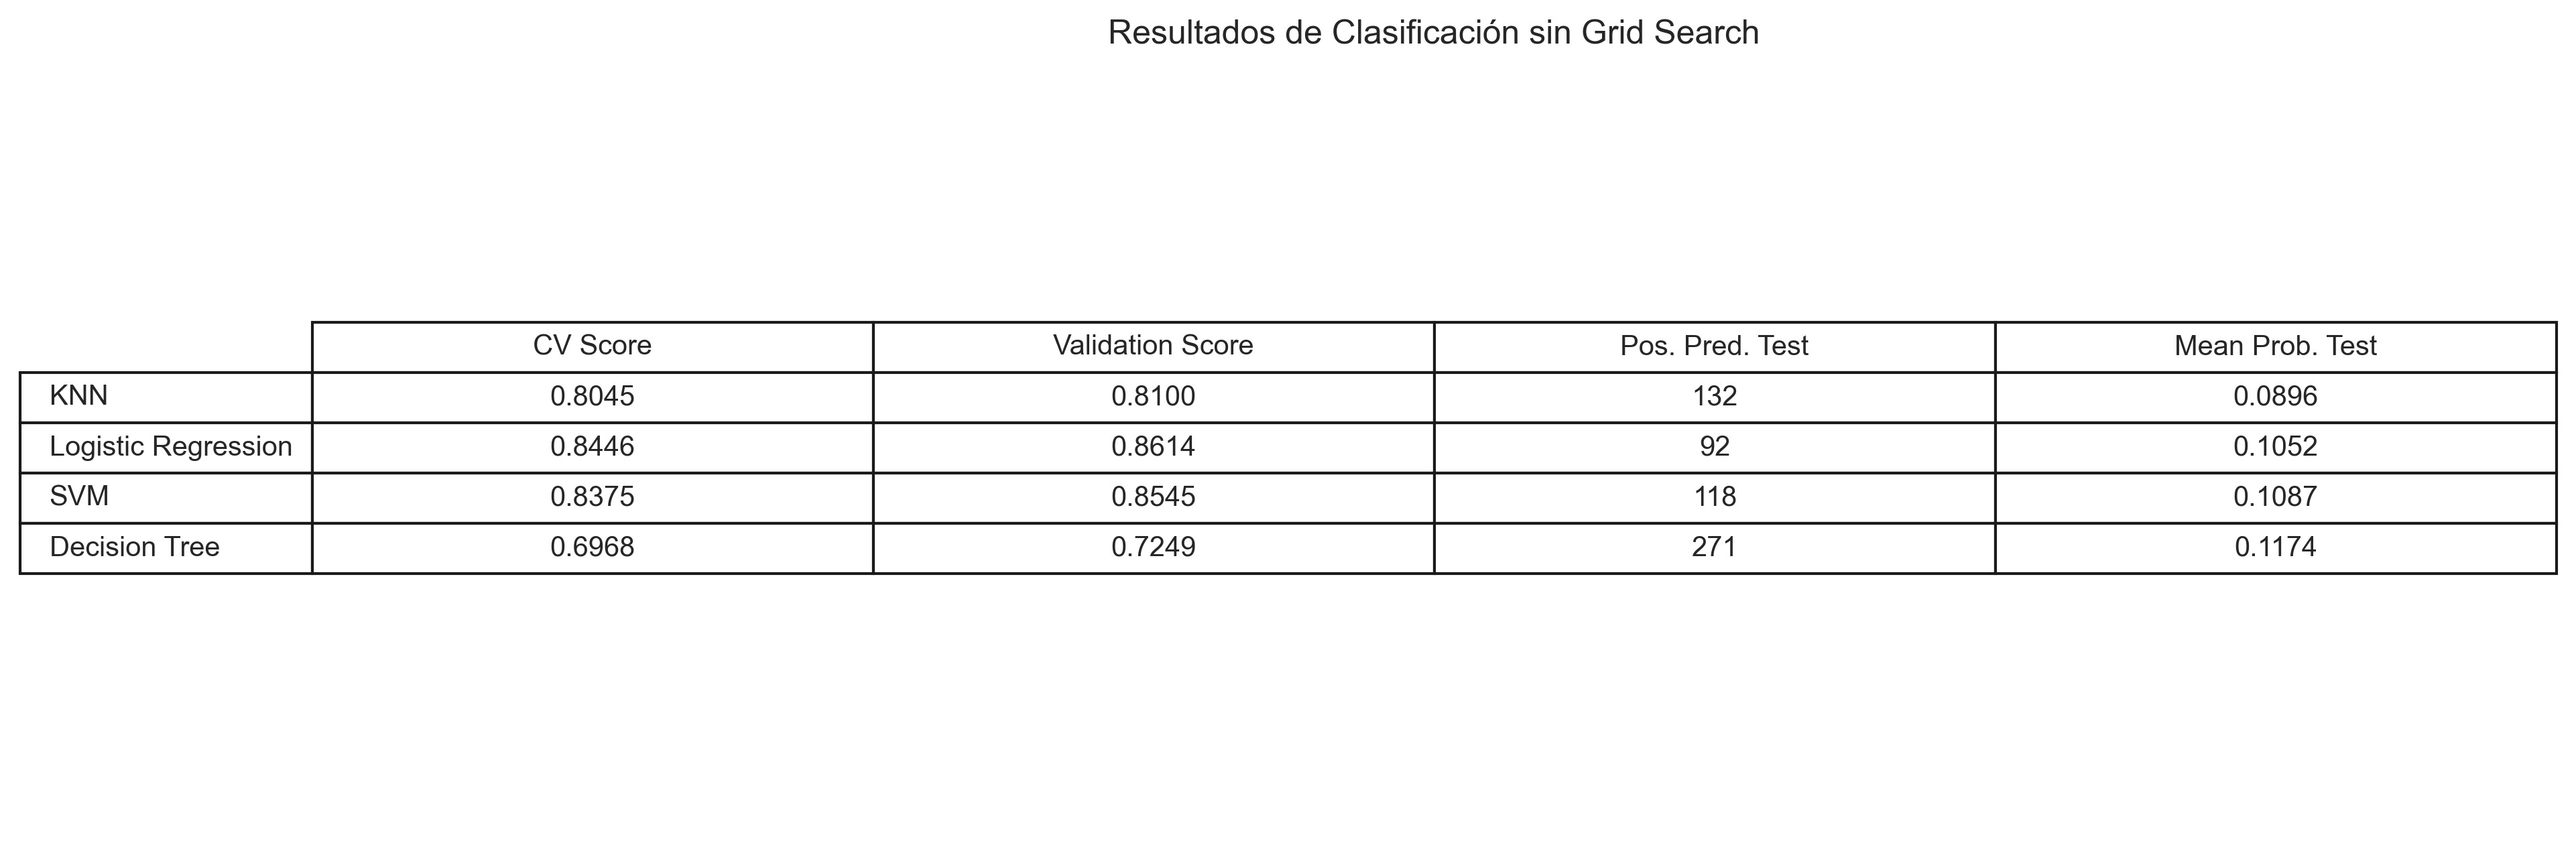 Resultados de Clasificación sin Grid Search
CV Score Validation Score Pos. Pred. Test Mean Prob. Test
KNN 0.8045 0.8100 132 0.0896
Logistic Regression 0.8446 0.8614 92 0.1052
SVM 0.8375 0.8545 118 0.1087
Decision Tree 0.6968 0.7249 271 0.1174